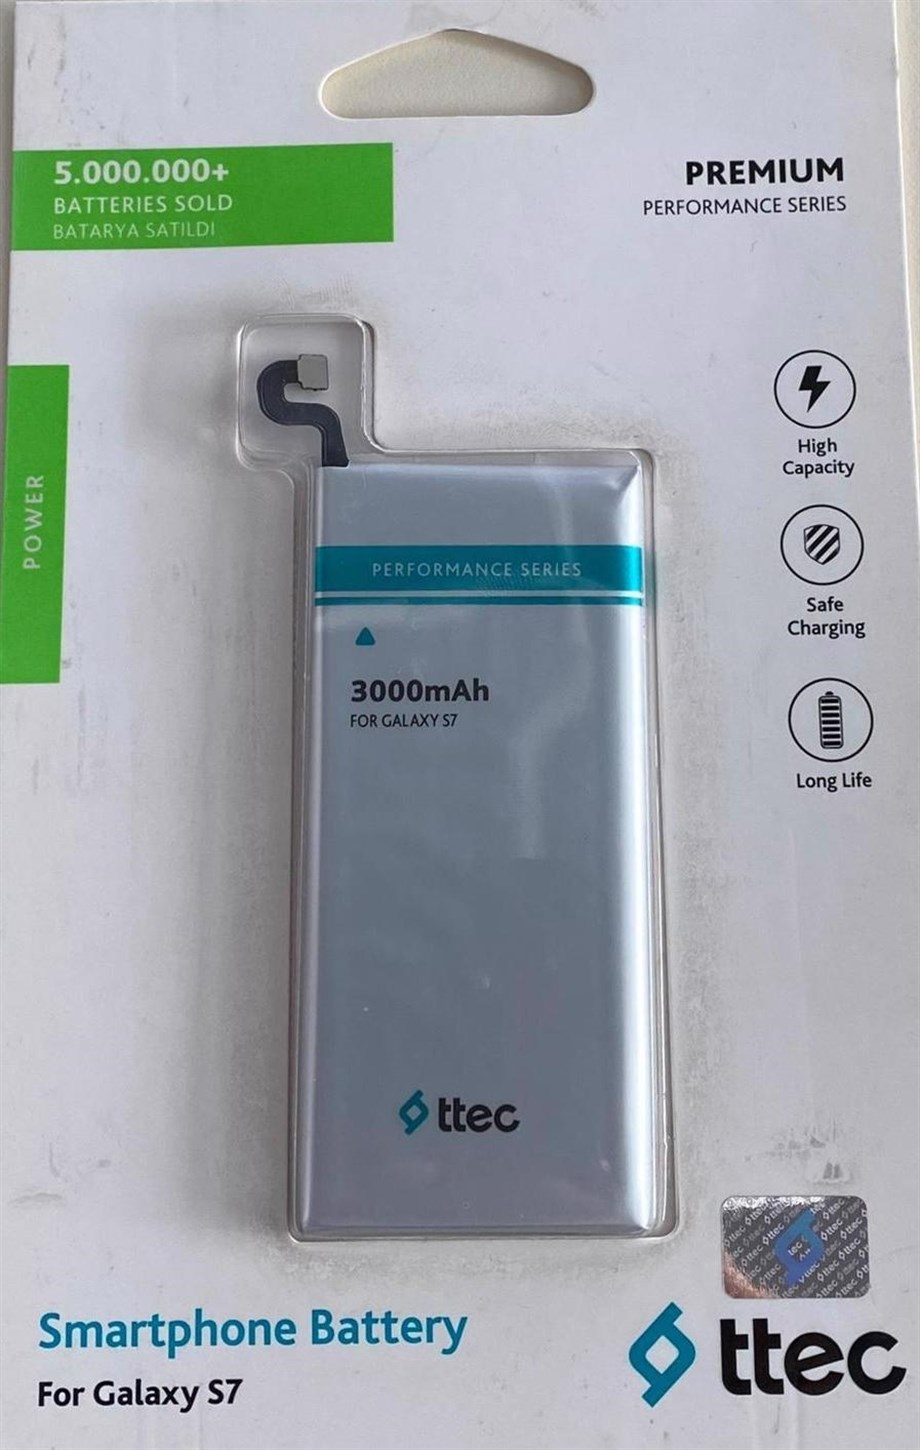 5.000.000+
BATTERIES SOLD
BATARYA SATILDI
PREMIUM
PERFORMANCE SERIES
POWER
High
Capacity
Safe
Charging
Long Life
PERFORMANCE SERIES
3000mAh
FOR GALAXY S7
ttec
Smartphone Battery
For Galaxy S7
ttec